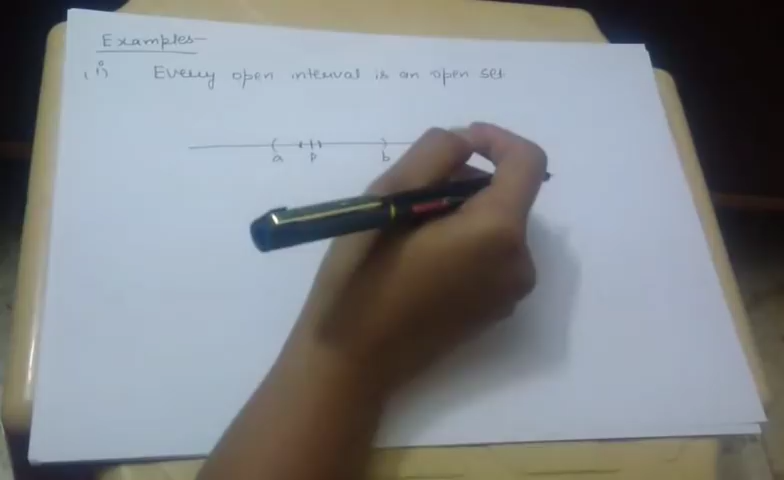 Examples-
(i) Every open interval is an open set
( ( | ) )
a p b